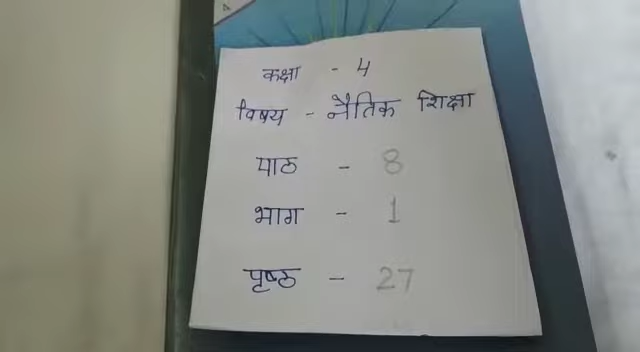 कक्षा - 4
विषय - नैतिक शिक्षा
पाठ - 8
भाग - 1
पृष्ठ - 27